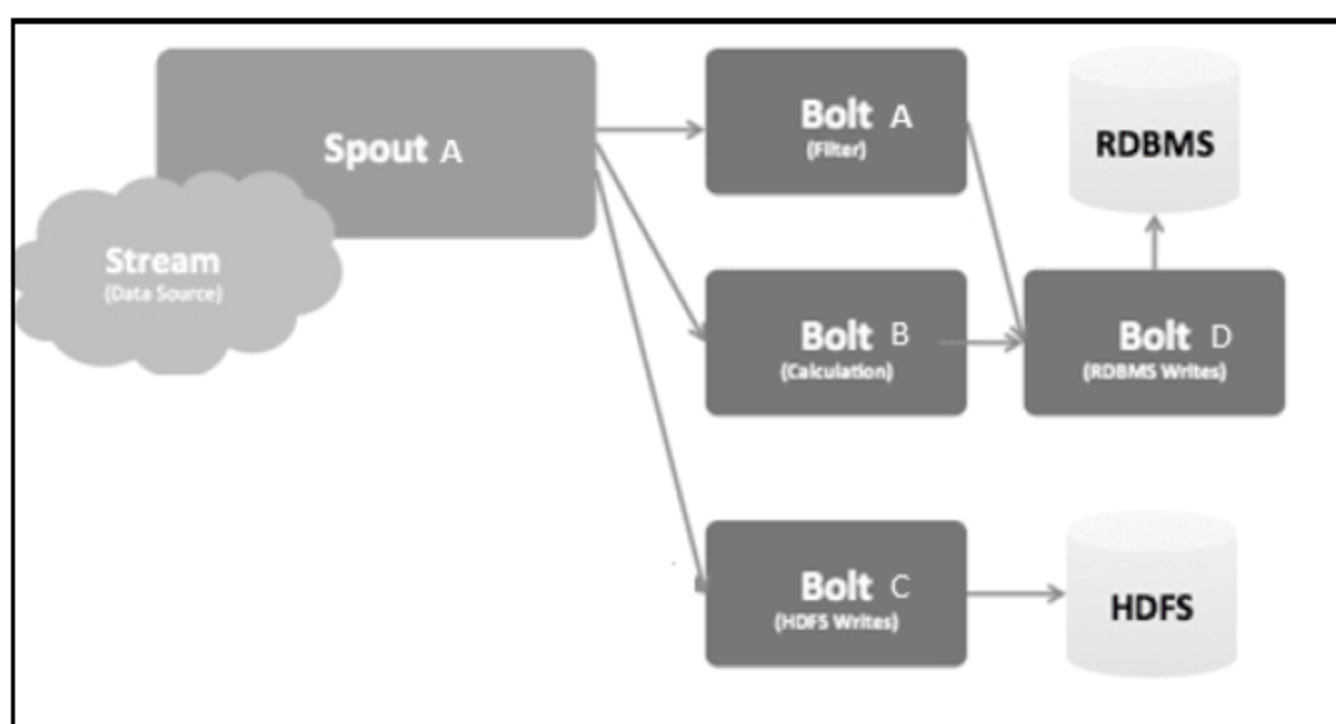 Spout A
Stream
(Data Source)
Bolt A
(Filter)
RDBMS
Bolt B
(Calculation)
Bolt D
(RDBMS Writes)
Bolt C
(HDFS Writes)
HDFS